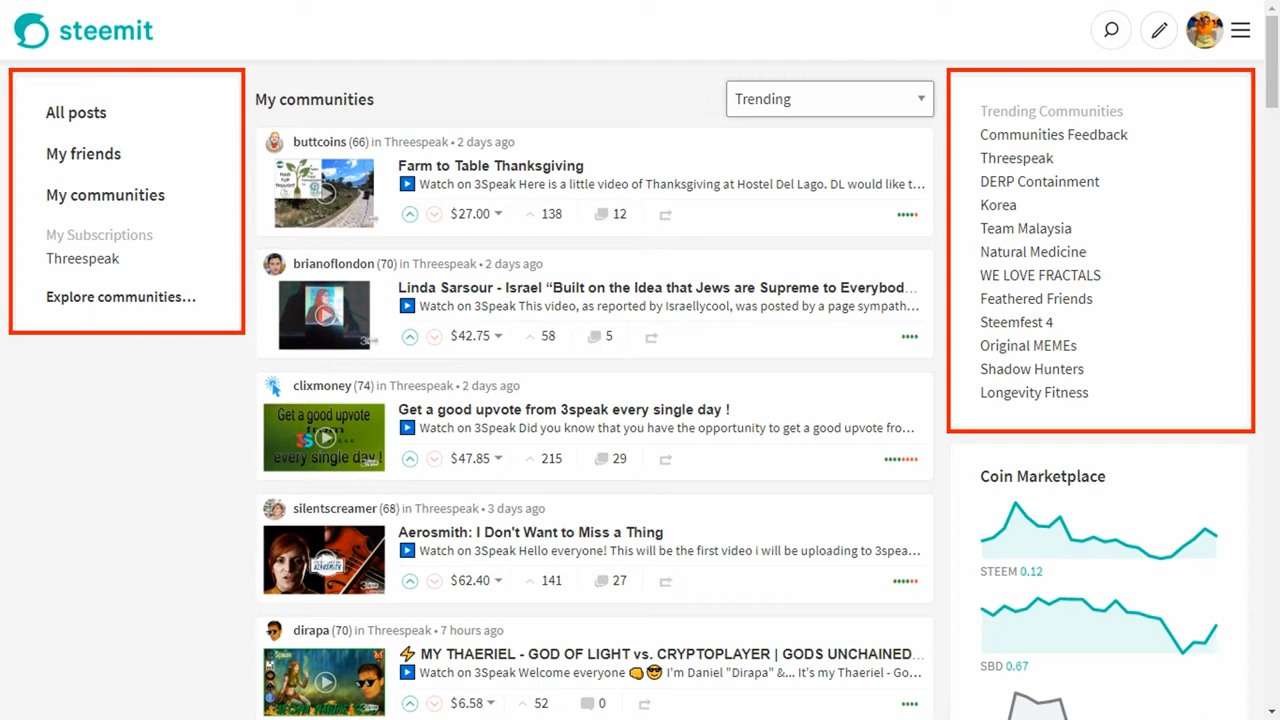 steemit
All posts
My friends
My communities
My Subscriptions
Threespeak
Explore communities...
My communities
Trending
buttcoins (66) in Threespeak • 2 days ago
Farm to Table Thanksgiving
Watch on 3Speak Here is a little video of Thanksgiving at Hostel Del Lago. DL would like t...
$27.00 138 12
brianoflondon (70) in Threespeak • 2 days ago
Linda Sarsour - Israel “Built on the Idea that Jews are Supreme to Everybod...
Watch on 3Speak This video, as reported by Israellycool, was posted by a page sympath...
$42.75 58 5
clixmoney (74) in Threespeak • 2 days ago
Get a good upvote from 3speak every single day !
Watch on 3Speak Did you know that you have the opportunity to get a good upvote fro...
Get a good upvote
from
every single day !
$47.85 215 29
silentscreamer (68) in Threespeak • 3 days ago
Aerosmith: I Don't Want to Miss a Thing
Watch on 3Speak Hello everyone! This will be the first video i will be uploading to 3spea...
$62.40 141 27
dirapa (70) in Threespeak • 7 hours ago
⚡ MY THAERIEL - GOD OF LIGHT vs. CRYPTOPLAYER | GODS UNCHAINED...
Watch on 3Speak Welcome everyone 👊😎 I'm Daniel "Dirapa" &... It's my Thaeriel - Go...
$6.58 52 0
Trending Communities
Communities Feedback
Threespeak
DERP Containment
Korea
Team Malaysia
Natural Medicine
WE LOVE FRACTALS
Feathered Friends
Steemfest 4
Original MEMEs
Shadow Hunters
Longevity Fitness
Coin Marketplace
STEEM 0.12
SBD 0.67